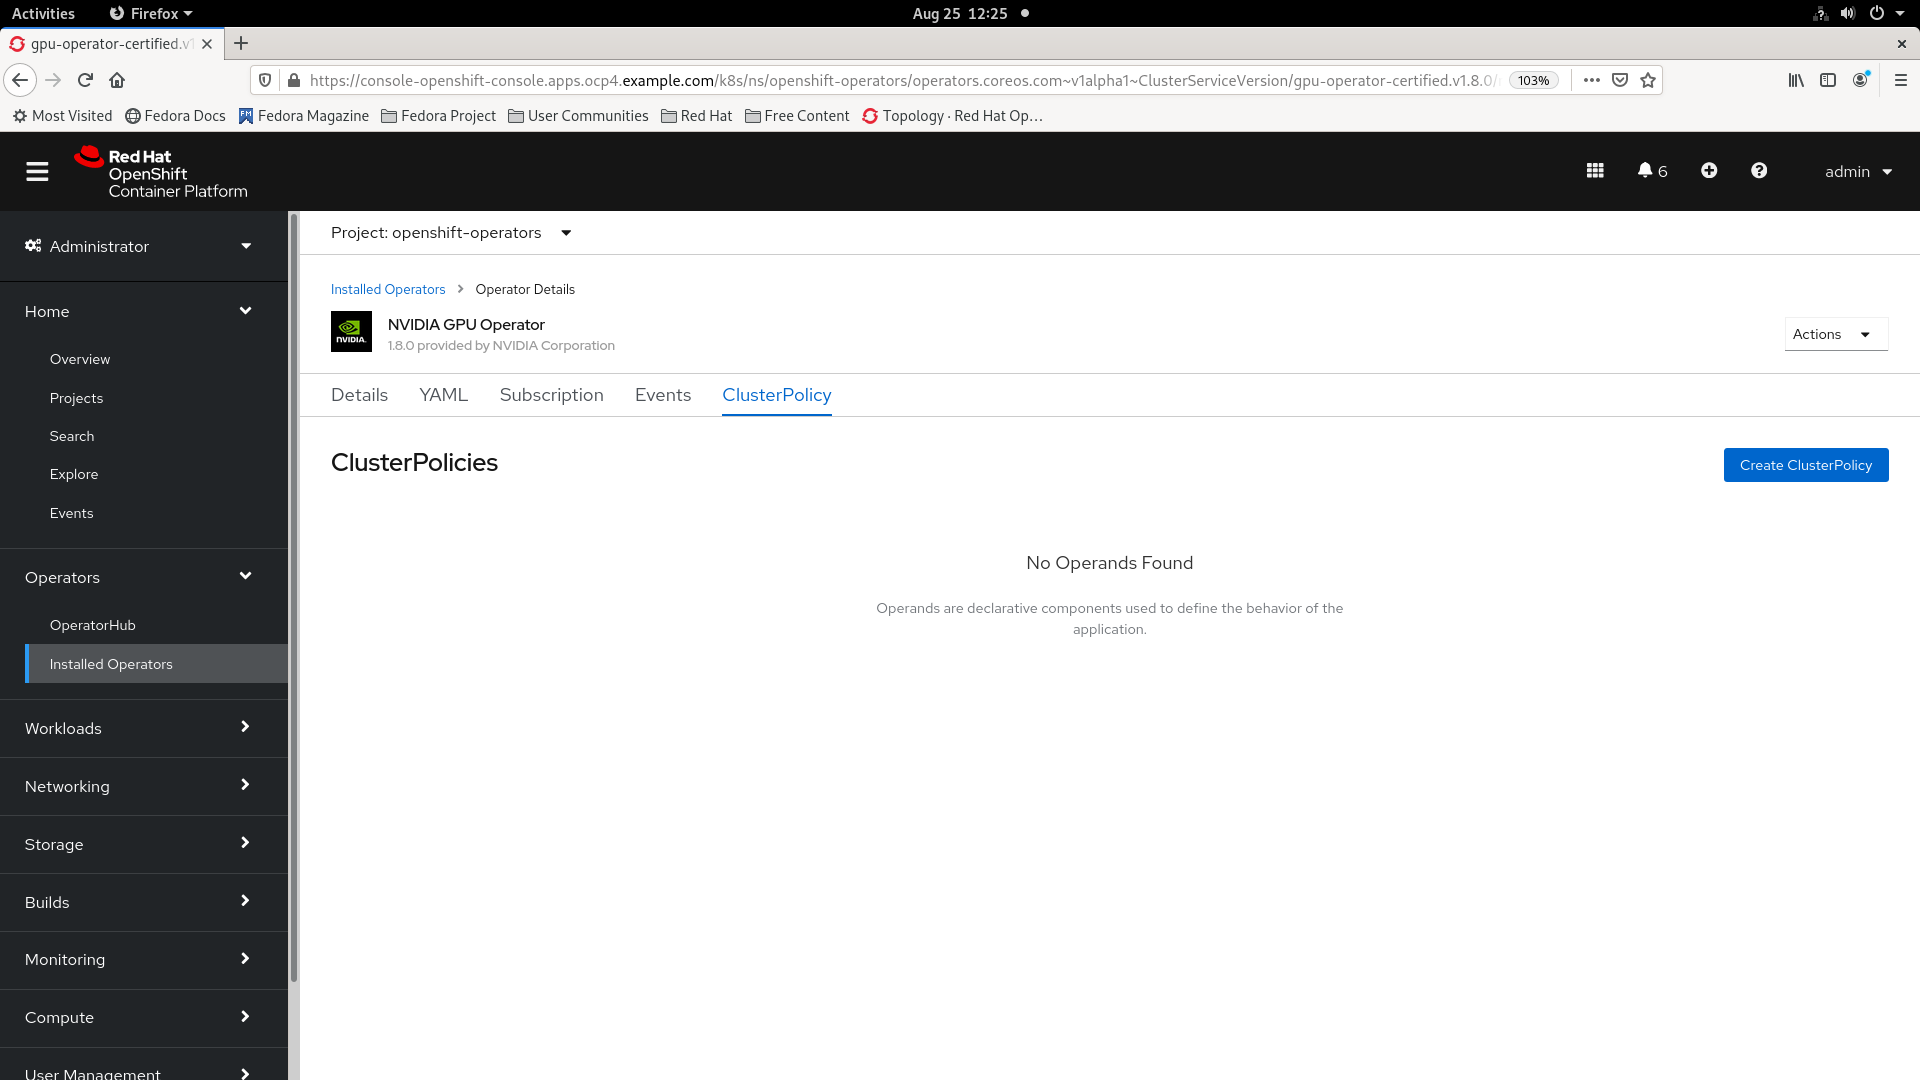 Activities
Firefox
Aug 25 12:25
gpu-operator-certified.v1
https://console-openshift-console.apps.ocp4.example.com/k8s/ns/openshift-operators/operators.coreos.com~v1alpha1~ClusterServiceVersion/gpu-operator-certified.v1.8.0/
103%
Most Visited
Fedora Docs
Fedora Magazine
Fedora Project
User Communities
Red Hat
Free Content
Topology · Red Hat Op…
Red Hat
OpenShift
Container Platform
6
admin
Administrator
Home
Overview
Projects
Search
Explore
Events
Operators
OperatorHub
Installed Operators
Workloads
Networking
Storage
Builds
Monitoring
Compute
User Management
Project: openshift-operators
Installed Operators > Operator Details
NVIDIA.
NVIDIA GPU Operator
1.8.0 provided by NVIDIA Corporation
Actions
Details YAML Subscription Events ClusterPolicy
ClusterPolicies
Create ClusterPolicy
No Operands Found
Operands are declarative components used to define the behavior of the
application.